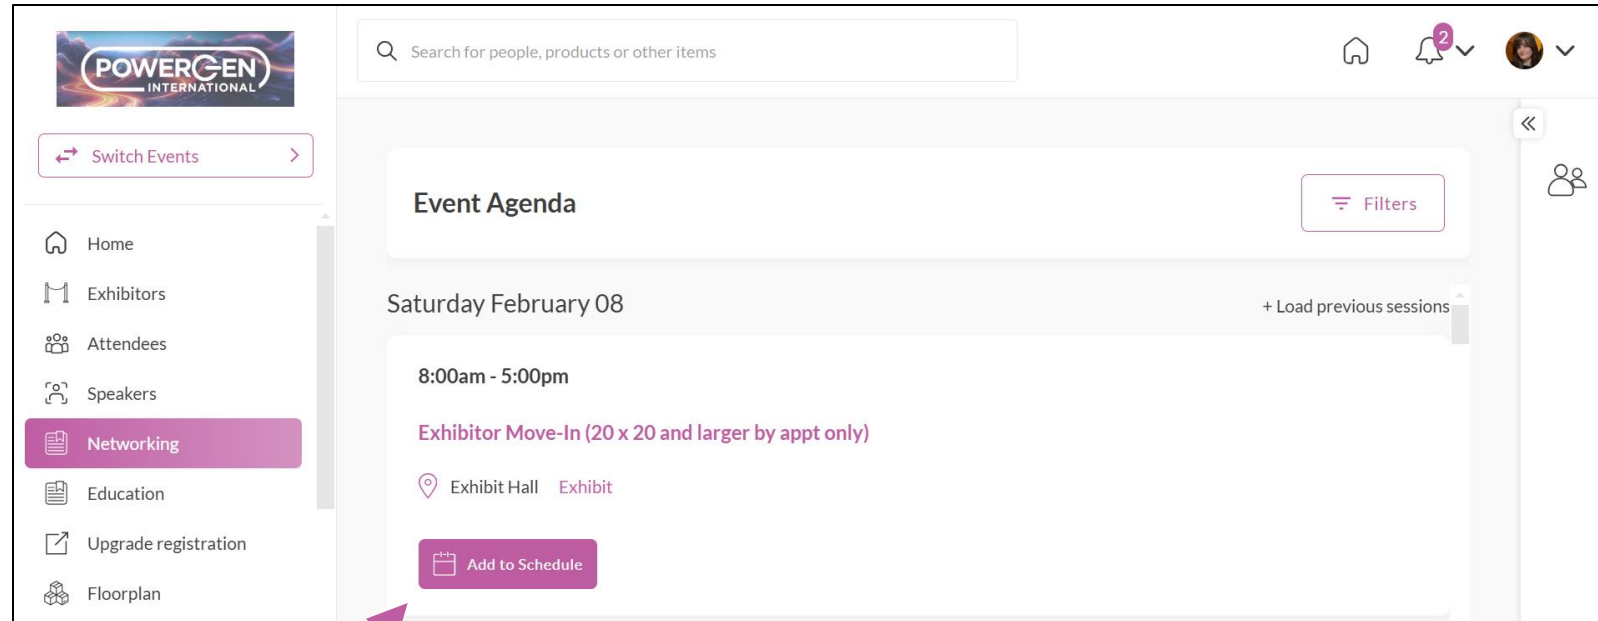 POWERGEN
INTERNATIONAL
Search for people, products or other items
2
Switch Events
Home
Exhibitors
Attendees
Speakers
Networking
Education
Upgrade registration
Floorplan
Event Agenda
Filters
Saturday February 08
+ Load previous sessions
8:00am - 5:00pm
Exhibitor Move-In (20 x 20 and larger by appt only)
Exhibit Hall Exhibit
Add to Schedule